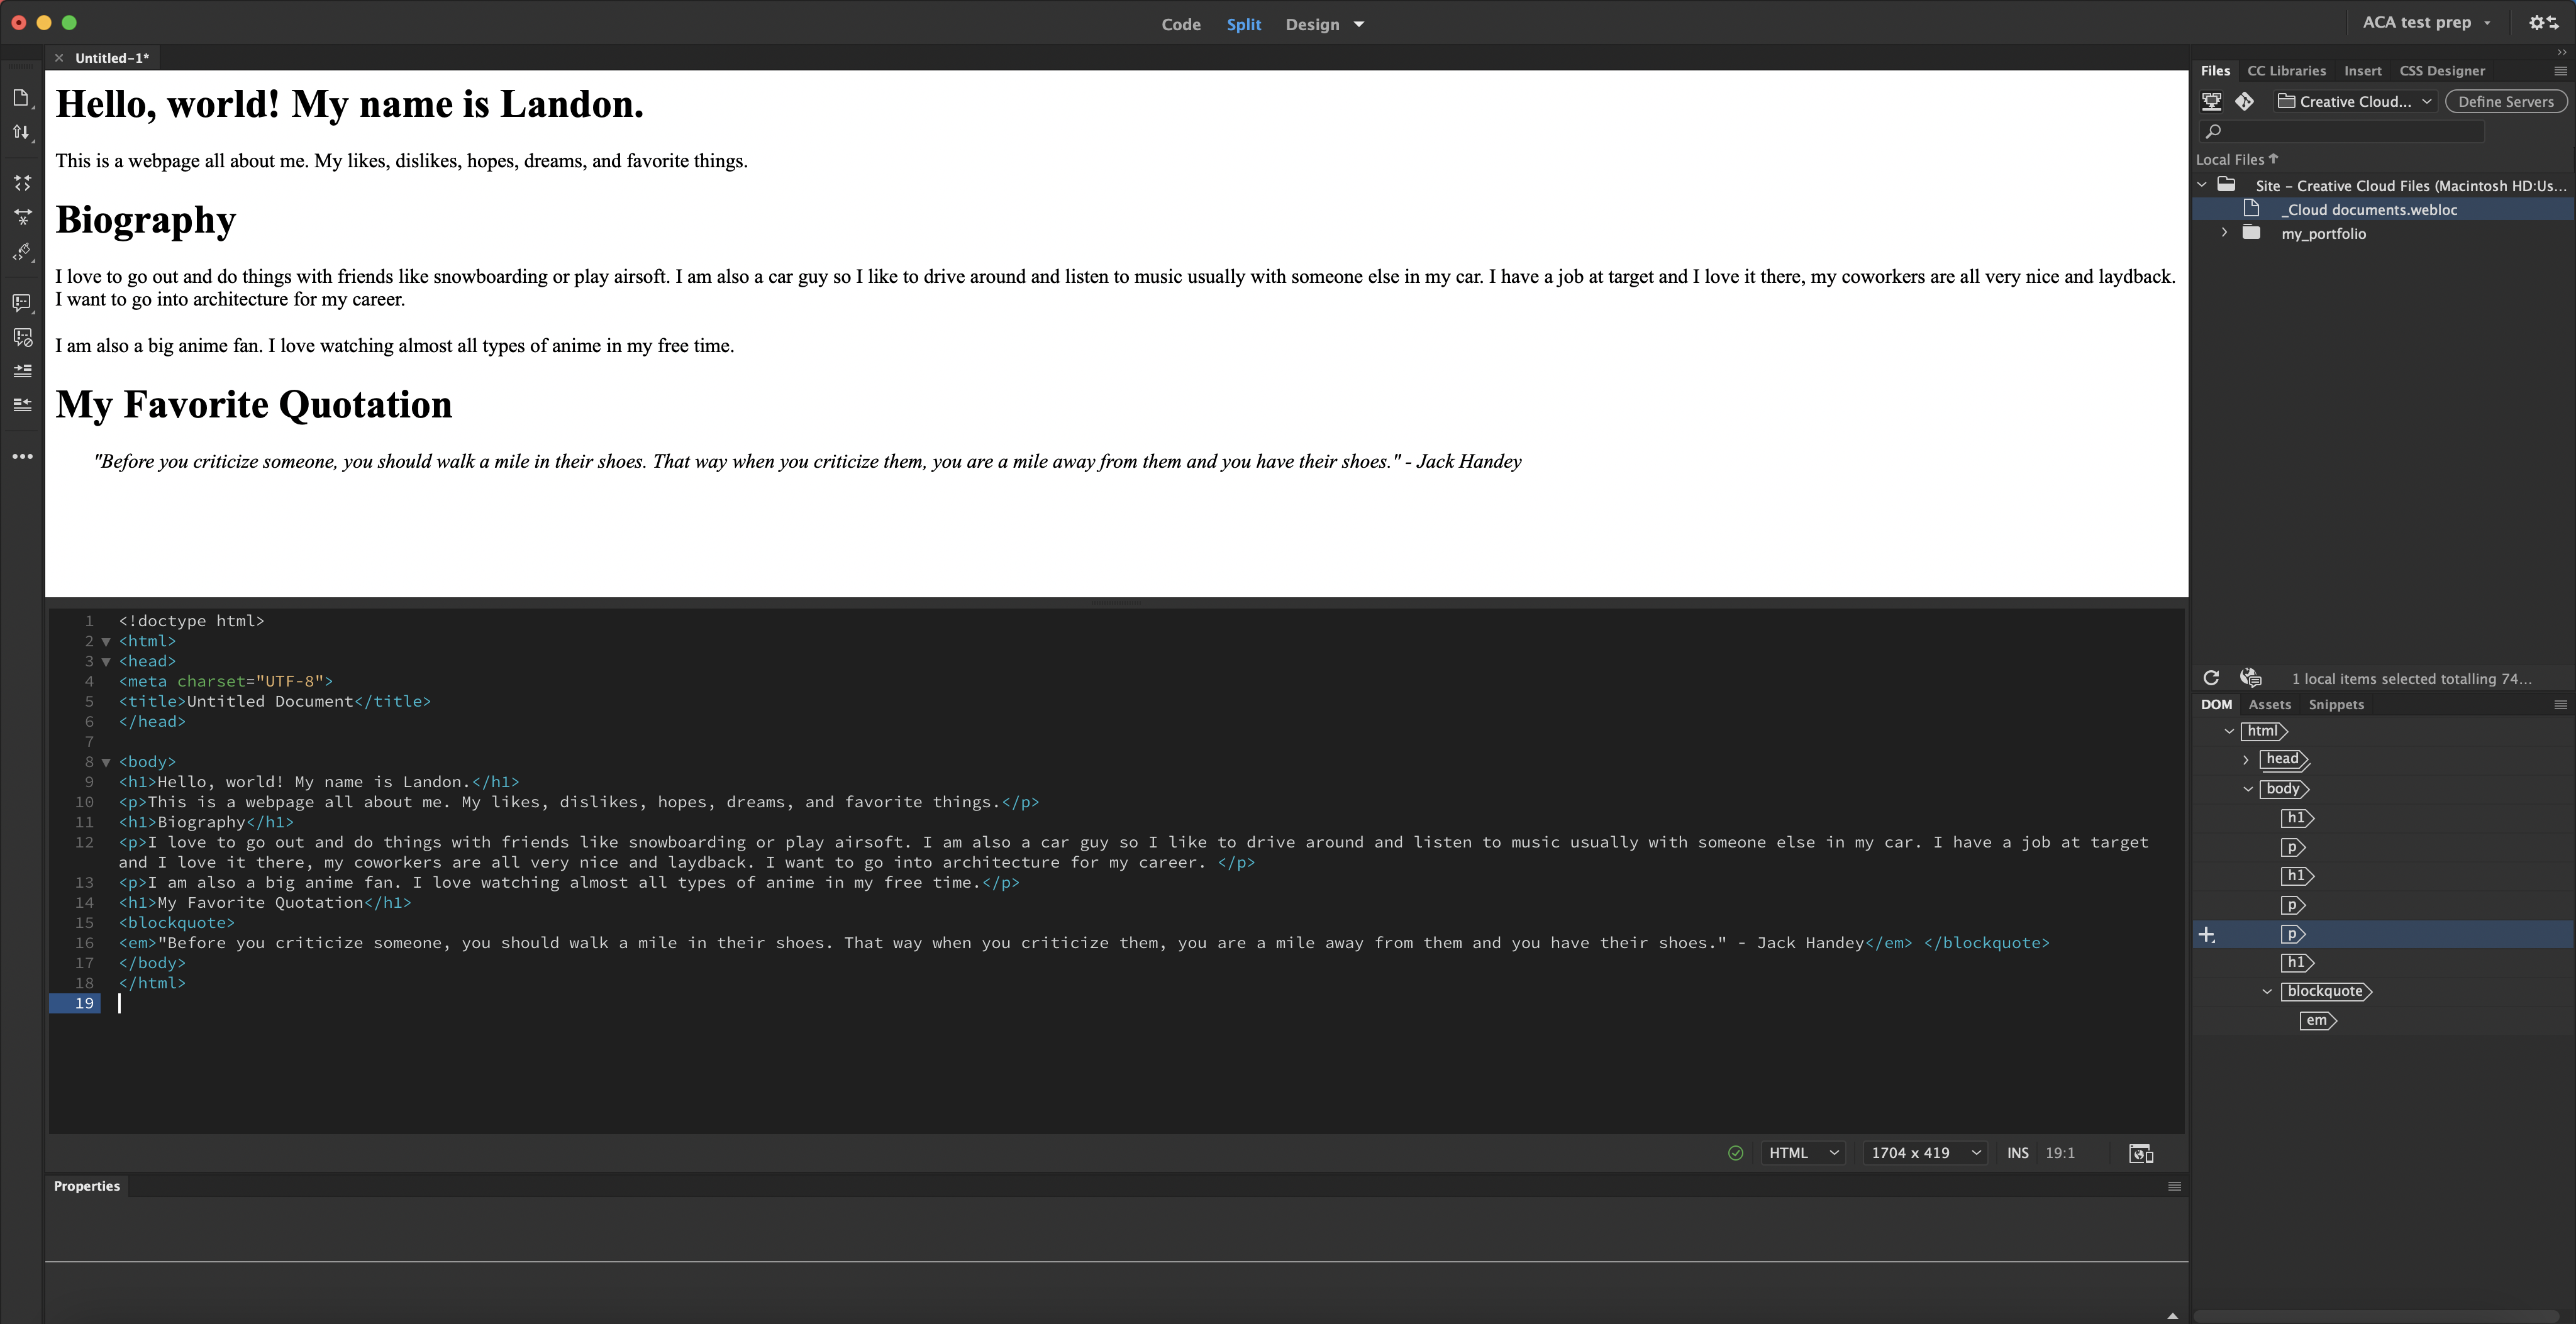 Code Split Design
ACA test prep
Untitled-1*
Hello, world! My name is Landon.
This is a webpage all about me. My likes, dislikes, hopes, dreams, and favorite things.
Biography
I love to go out and do things with friends like snowboarding or play airsoft. I am also a car guy so I like to drive around and listen to music usually with someone else in my car. I have a job at target and I love it there, my coworkers are all very nice and laydback.
I want to go into architecture for my career.
I am also a big anime fan. I love watching almost all types of anime in my free time.
My Favorite Quotation
"Before you criticize someone, you should walk a mile in their shoes. That way when you criticize them, you are a mile away from them and you have their shoes." - Jack Handey
1 <!doctype html>
2 <html>
3 <head>
4 <meta charset="UTF-8">
5 <title>Untitled Document</title>
6 </head>
7
8 <body>
9 <h1>Hello, world! My name is Landon.</h1>
10 <p>This is a webpage all about me. My likes, dislikes, hopes, dreams, and favorite things.</p>
11 <h1>Biography</h1>
12 <p>I love to go out and do things with friends like snowboarding or play airsoft. I am also a car guy so I like to drive around and listen to music usually with someone else in my car. I have a job at target
and I love it there, my coworkers are all very nice and laydback. I want to go into architecture for my career. </p>
13 <p>I am also a big anime fan. I love watching almost all types of anime in my free time.</p>
14 <h1>My Favorite Quotation</h1>
15 <blockquote>
16 <em>"Before you criticize someone, you should walk a mile in their shoes. That way when you criticize them, you are a mile away from them and you have their shoes." - Jack Handey</em> </blockquote>
17 </body>
18 </html>
19
HTML 1704 x 419 INS 19:1
Properties
Files CC Libraries Insert CSS Designer
Creative Cloud... Define Servers
Local Files
Site - Creative Cloud Files (Macintosh HD:Us...
_Cloud documents.webloc
my_portfolio
1 local items selected totalling 74...
DOM Assets Snippets
html
head
body
h1
p
h1
p
p
h1
blockquote
em